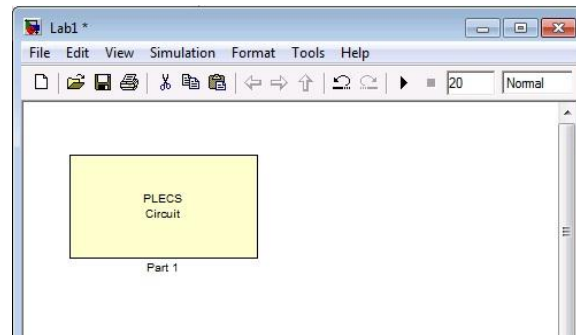 Lab1 *
File Edit View Simulation Format Tools Help
20 Normal
PLECS
Circuit
Part 1